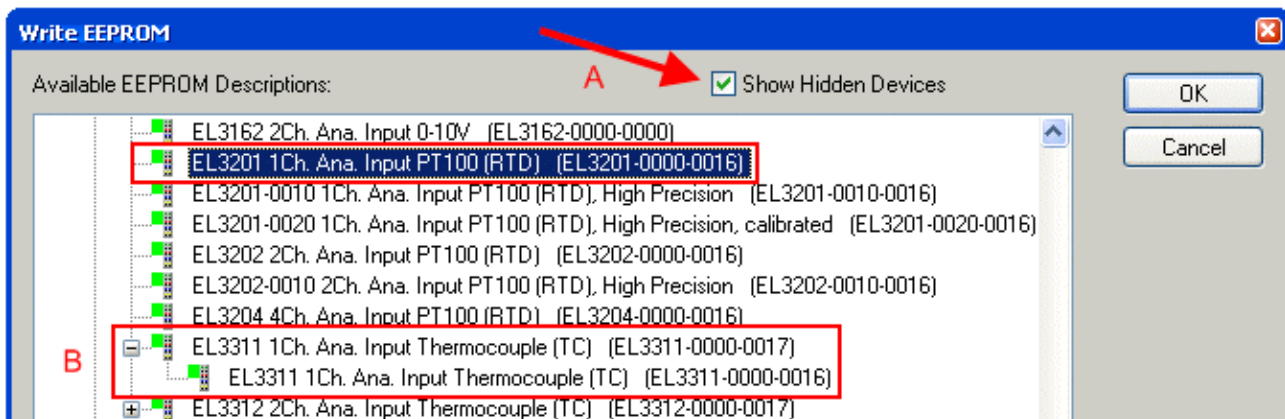 Write EEPROM
Available EEPROM Descriptions:
A
Show Hidden Devices
OK
Cancel
EL3162 2Ch. Ana. Input 0-10V (EL3162-0000-0000)
EL3201 1Ch. Ana. Input PT100 (RTD) (EL3201-0000-0016)
EL3201-0010 1Ch. Ana. Input PT100 (RTD), High Precision (EL3201-0010-0016)
EL3201-0020 1Ch. Ana. Input PT100 (RTD), High Precision, calibrated (EL3201-0020-0016)
EL3202 2Ch. Ana. Input PT100 (RTD) (EL3202-0000-0016)
EL3202-0010 2Ch. Ana. Input PT100 (RTD), High Precision (EL3202-0010-0016)
EL3204 4Ch. Ana. Input PT100 (RTD) (EL3204-0000-0016)
B
EL3311 1Ch. Ana. Input Thermocouple (TC) (EL3311-0000-0017)
EL3311 1Ch. Ana. Input Thermocouple (TC) (EL3311-0000-0016)
EL3312 2Ch. Ana. Input Thermocouple (TC) (EL3312-0000-0017)